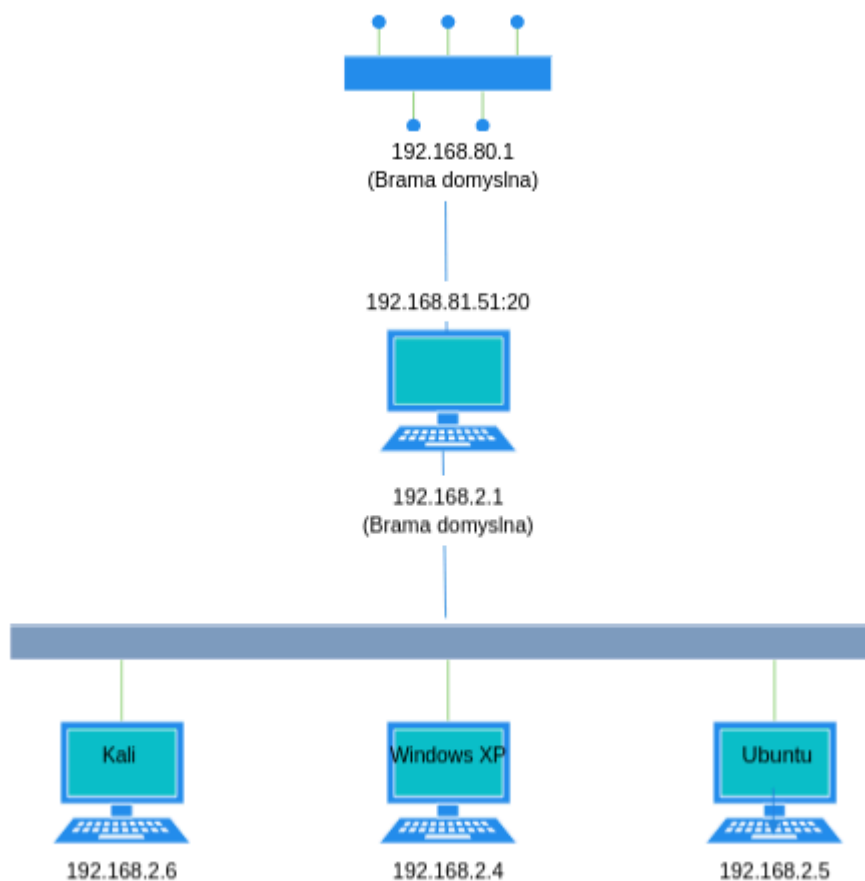 192.168.80.1
(Brama domyslna)
192.168.81.51:20
192.168.2.1
(Brama domyslna)
Kali
Windows XP
Ubuntu
192.168.2.6
192.168.2.4
192.168.2.5